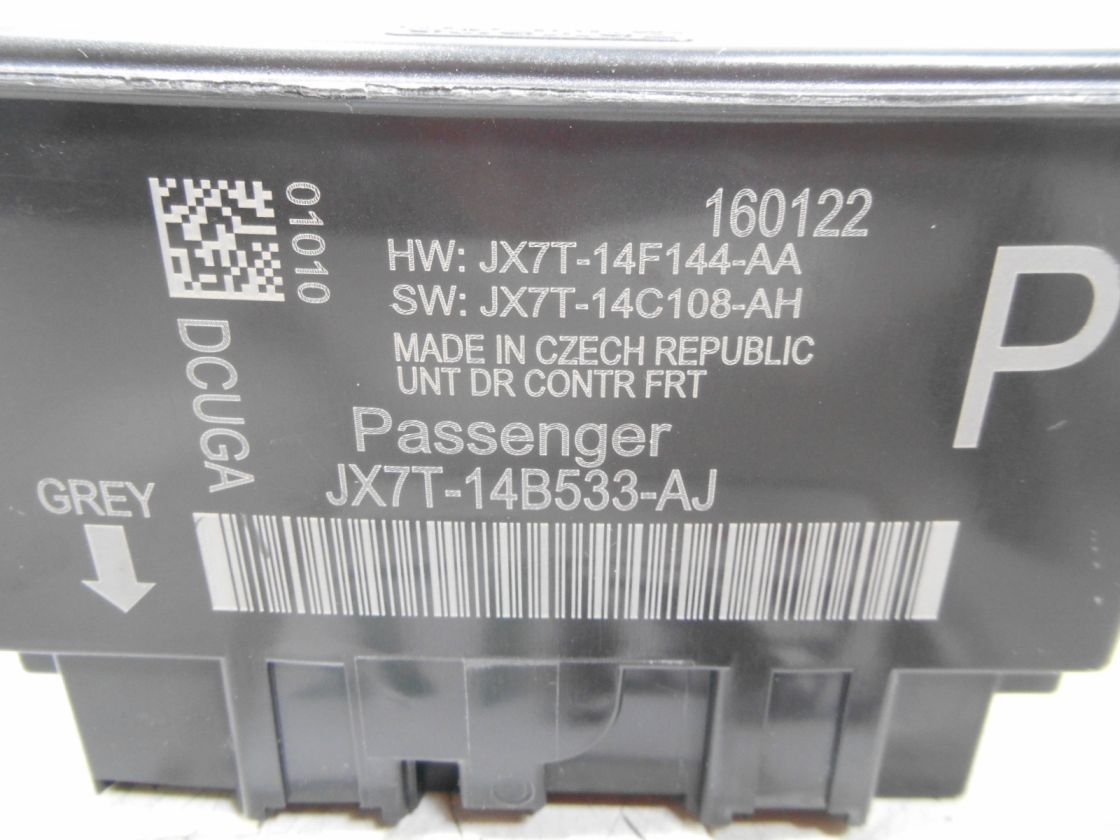 160122
01010
HW: JX7T-14F144-AA
SW: JX7T-14C108-AH
MADE IN CZECH REPUBLIC
UNT DR CONTR FRT
P
DCUGA
Passenger
JX7T-14B533-AJ
GREY